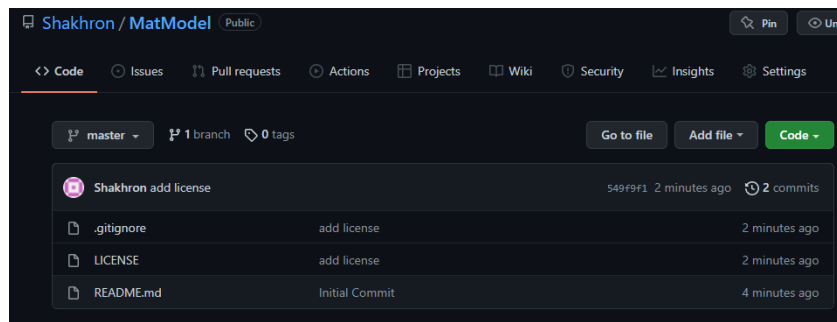 Shakhron / MatModel Public Pin Un
Code Issues Pull requests Actions Projects Wiki Security Insights Settings
master 1 branch 0 tags Go to file Add file Code
Shakhron add license 549f9f1 2 minutes ago 2 commits
.gitignore add license 2 minutes ago
LICENSE add license 2 minutes ago
README.md Initial Commit 4 minutes ago